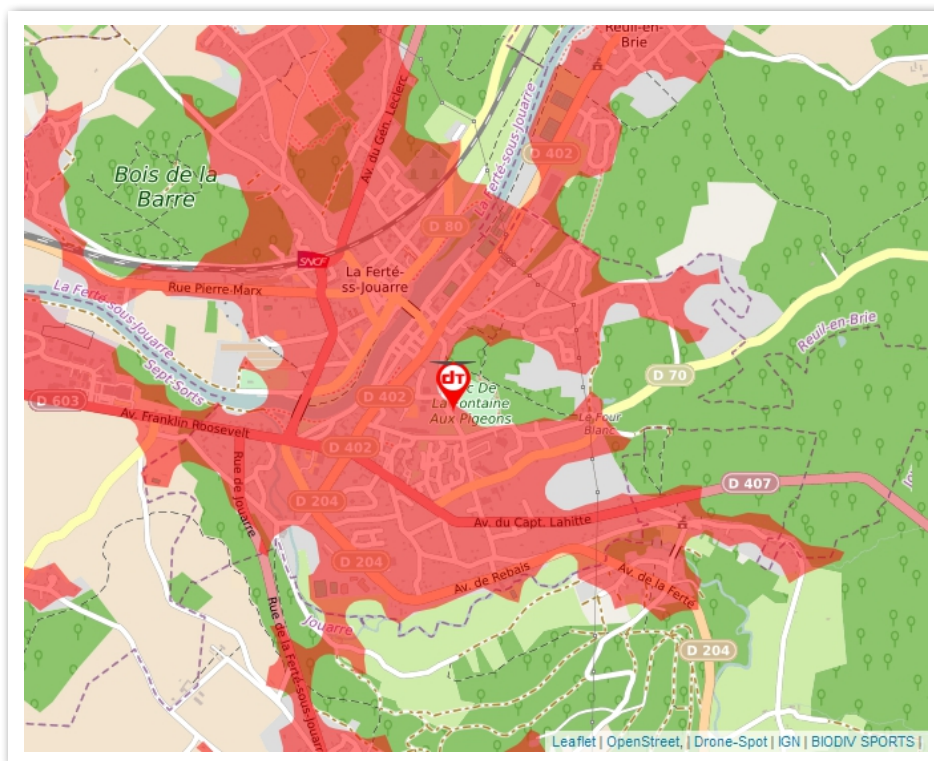 Reuil-en-
Brie
Av. du Gén. Leclerc
La Ferté-sous-Jouarre
D 402
Bois de la
Barre
D 80
SNCF
La Ferté-
ss-Jouarre
Rue Pierre-Marx
La Ferté-sous-Jouarre
Sept-Sorts
Reuil-en-Brie
D 70
dT
De
La Fontaine
Aux Pigeons
D 603
D 402
Av. Franklin Roosevelt
Le Four
Blanc
D 402
Rue de Jouarre
D 407
D 204
Av. du Capt. Lahitte
D 204
Av. de Rebais
Av. de la Ferté
Jouarre
Rue de la Ferté-sous-Jouarre
D 204
Leaflet | OpenStreet, | Drone-Spot | IGN | BIODIV SPORTS |